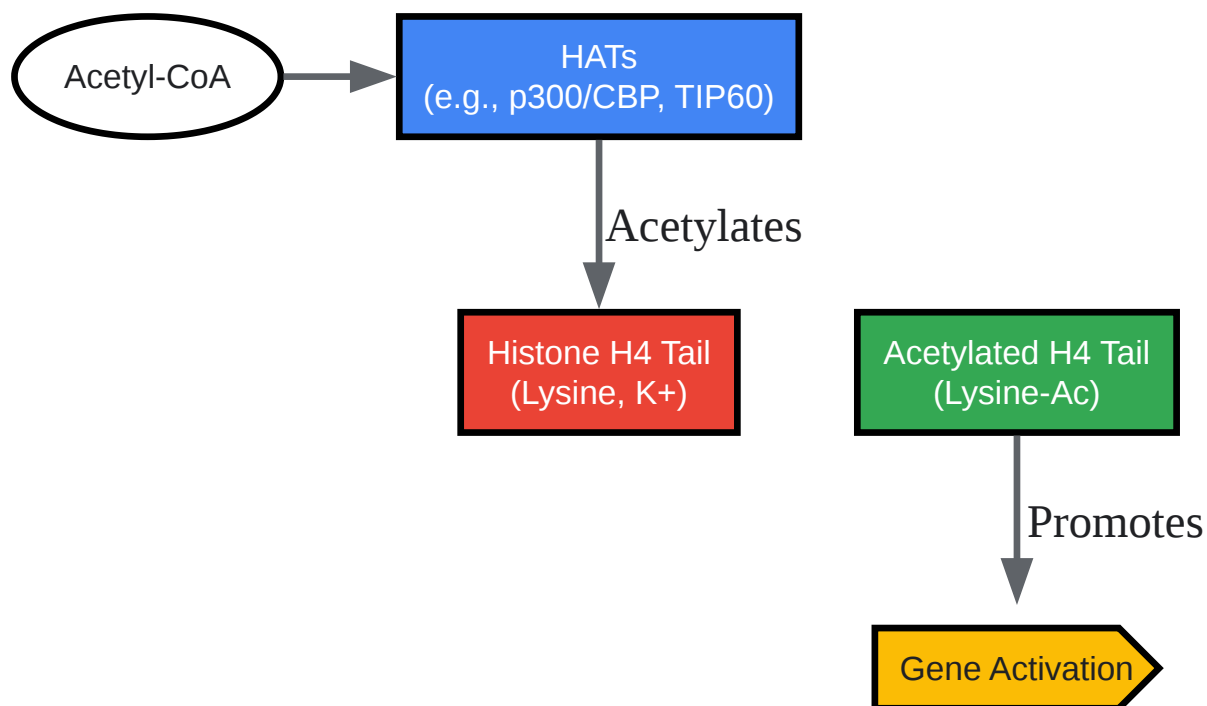 Acetyl-CoA
HATs
(e.g., p300/CBP, TIP60)
Acetylates
Histone H4 Tail
(Lysine, K+)
Acetylated H4 Tail
(Lysine-Ac)
Promotes
Gene Activation